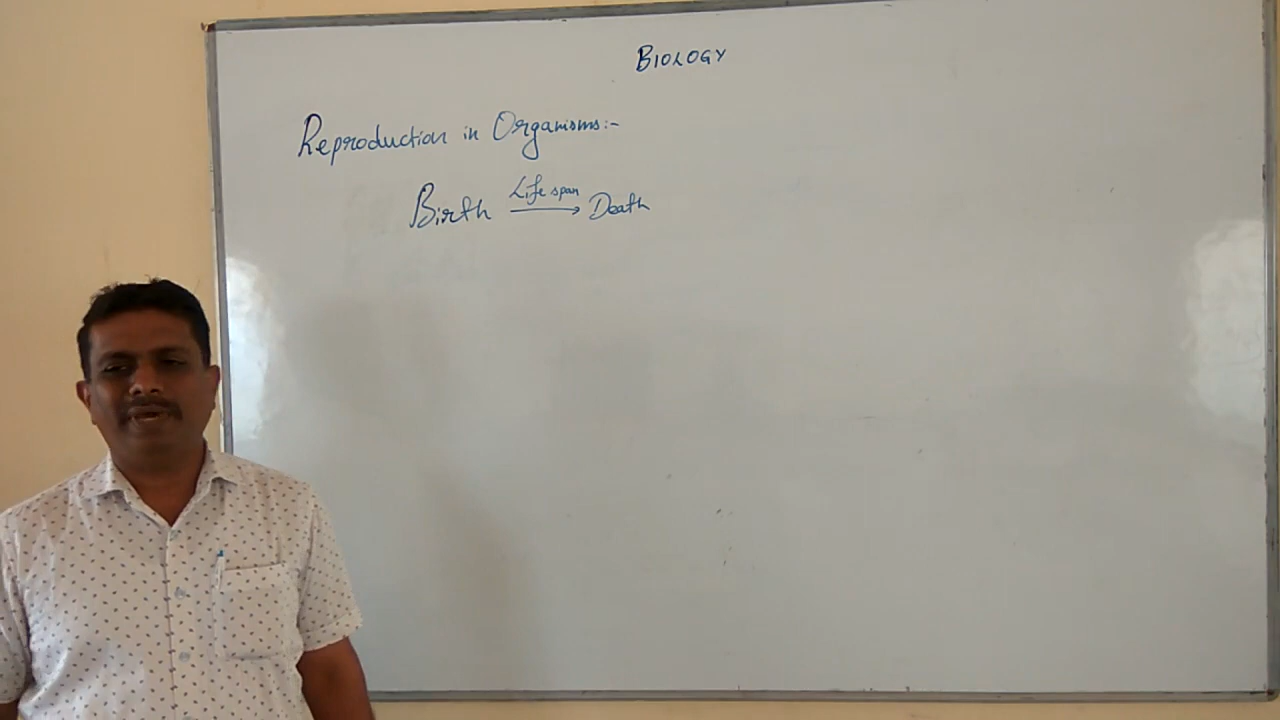 BIOLOGY
Reproduction in Organisms:-
Life span
Birth ⟶ Death